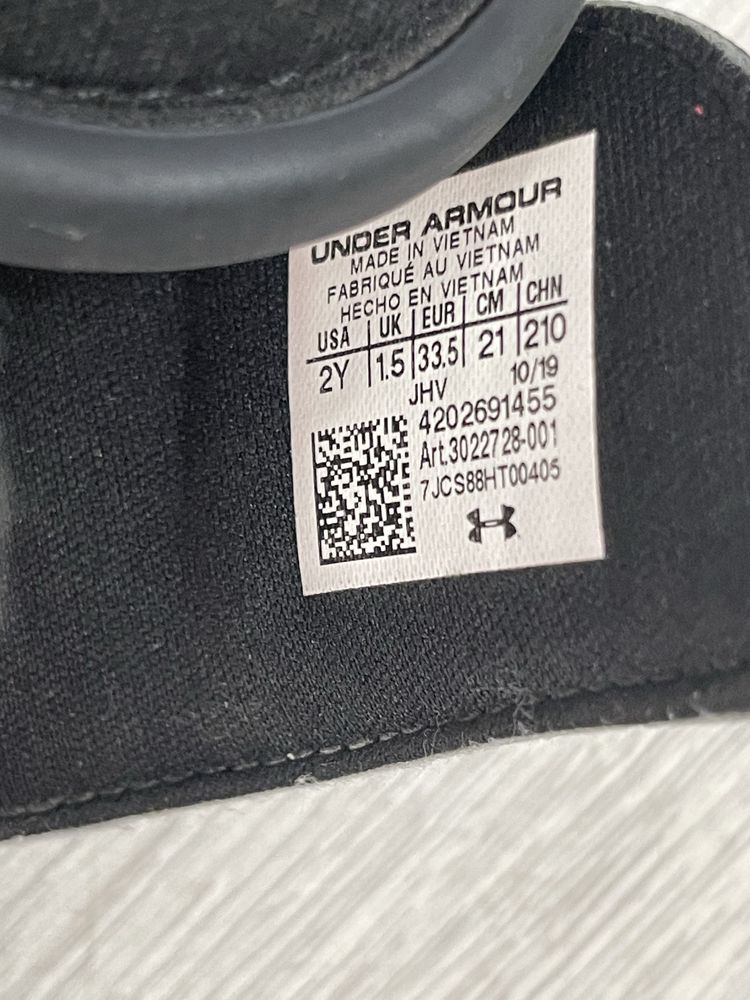 UNDER ARMOUR
MADE IN VIETNAM
FABRIQUÉ AU VIETNAM
HECHO EN VIETNAM
USA UK EUR CM CHN
2Y 1.5 33.5 21 210
JHV 10/19
4202691455
Art.3022728-001
7JCS88HT00405